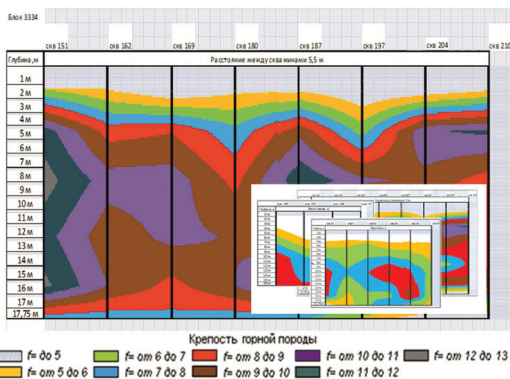 Блок 3334
скв 151 скв 162 скв 169 скв 180 скв 187 скв 197 скв 204 скв 210
Глубина, м Расстояние между скважинами 5,5 м
1 м
2 м
3 м
4 м
5 м
6 м
7 м
8 м
9 м
10 м
11 м
12 м
13 м
14 м
15 м
16 м
17 м
17,75 м
Крепость горной породы
f= до 5 f= от 6 до 7 f= от 8 до 9 f= от 10 до 11 f= от 12 до 13
f= от 5 до 6 f= от 7 до 8 f= от 9 до 10 f= от 11 до 12